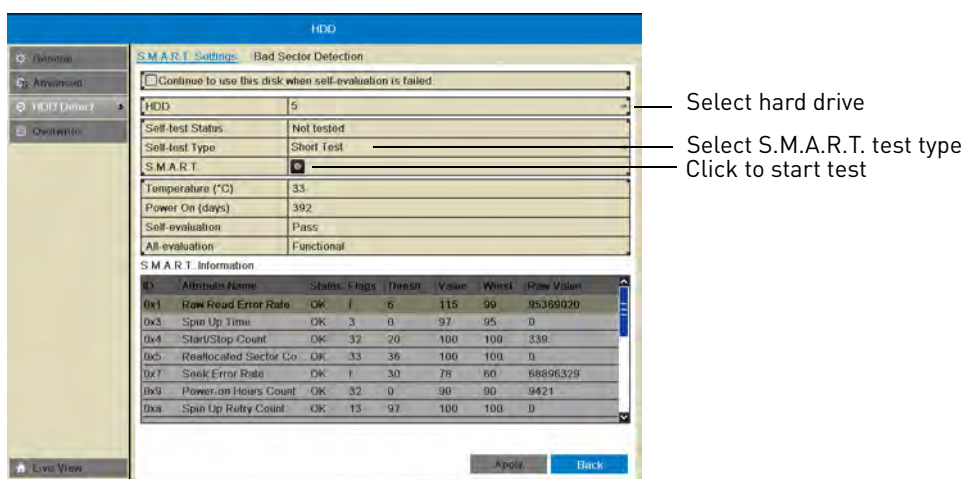 HDD
General
Advanced
HDD Detect
Overwrite
Live View
S.M.A.R.T. Settings Bad Sector Detection
Continue to use this disk when self-evaluation is failed.
HDD 5
Self-test Status Not tested
Self-test Type Short Test
S.M.A.R.T.
Temperature (°C) 33
Power On (days) 392
Self-evaluation Pass
All-evaluation Functional
S.M.A.R.T. Information
ID Attribute Name Status Flags Thresh Value Worst Raw Value
0x1 Raw Read Error Rate OK f 6 115 99 95369020
0x3 Spin Up Time OK 3 0 97 95 0
0x4 Start/Stop Count OK 32 20 100 100 339
0x5 Reallocated Sector Co OK 33 36 100 100 0
0x7 Seek Error Rate OK f 30 78 60 68896329
0x9 Power-on Hours Count OK 32 0 90 90 9421
0xa Spin Up Retry Count OK 13 97 100 100 0
Apply Back
Select hard drive
Select S.M.A.R.T. test type
Click to start test